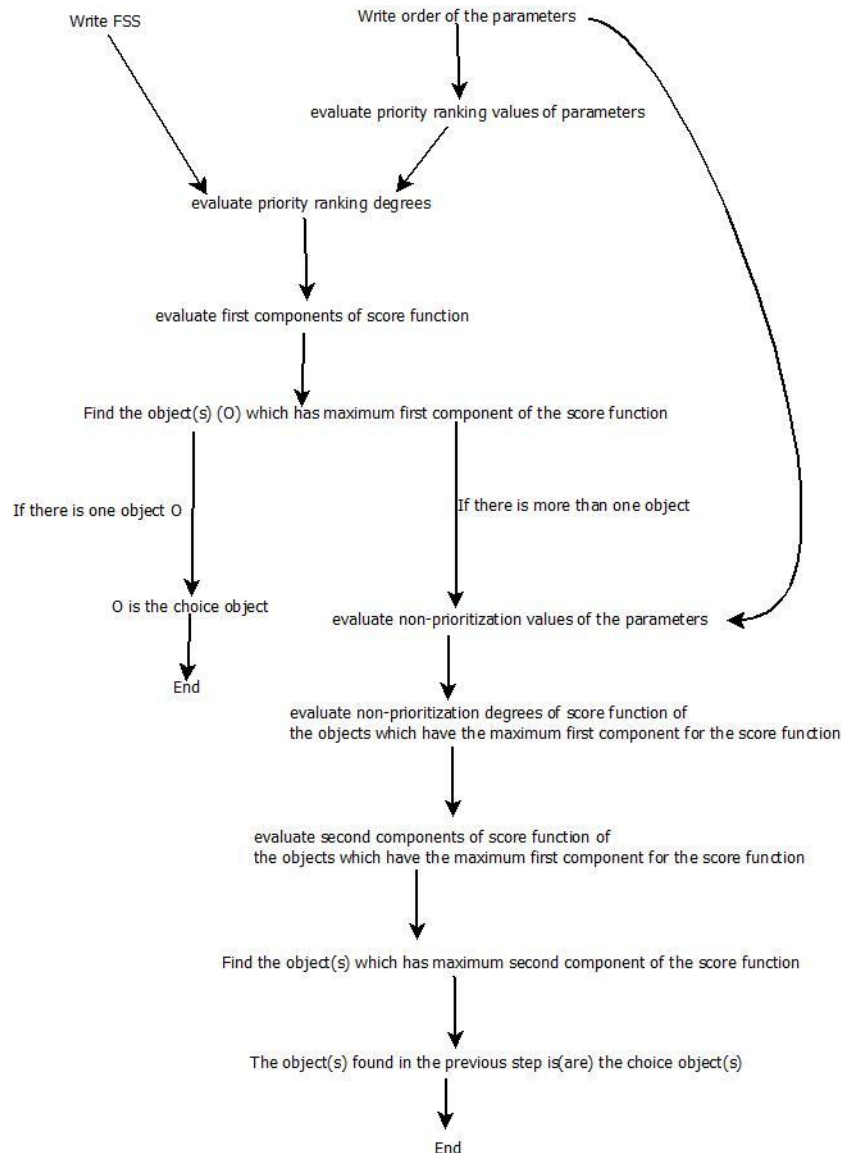 Write FSS
Write order of the parameters
evaluate priority ranking values of parameters
evaluate priority ranking degrees
evaluate first components of score function
Find the object(s) (O) which has maximum first component of the score function
If there is one object O
If there is more than one object
O is the choice object
evaluate non-prioritization values of the parameters
End
evaluate non-prioritization degrees of score function of
the objects which have the maximum first component for the score function
evaluate second components of score function of
the objects which have the maximum first component for the score function
Find the object(s) which has maximum second component of the score function
The object(s) found in the previous step is(are) the choice object(s)
End